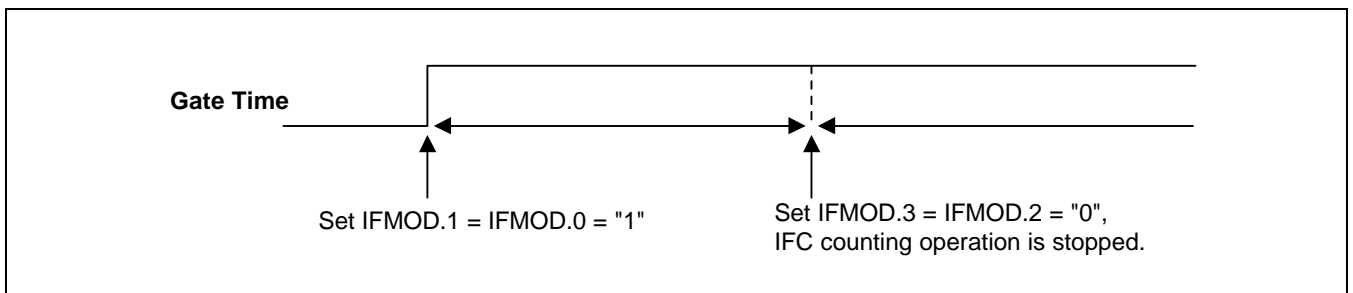 Gate Time
Set IFMOD.1 = IFMOD.0 = "1"
Set IFMOD.3 = IFMOD.2 = "0",
IFC counting operation is stopped.